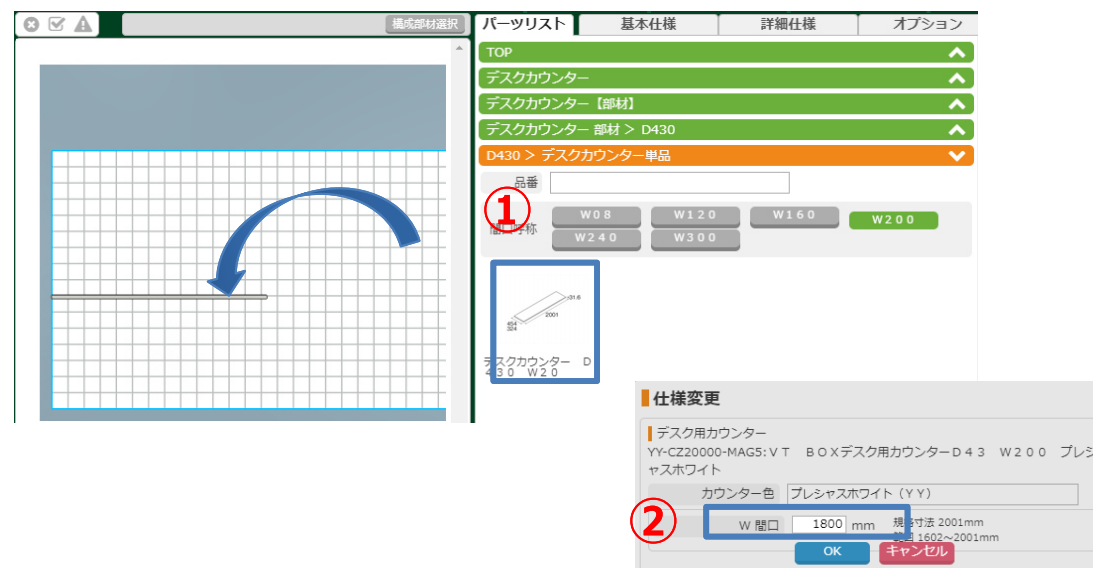 構成部材選択
パーツリスト 基本仕様 詳細仕様 オプション
TOP
デスクカウンター
デスクカウンター【部材】
デスクカウンター 部材 > D430
D430 > デスクカウンター単品
品番
①
間口呼称
W08 W120 W160 W200
W240 W300
31.6
2001
454
324
デスクカウンター D
430 W20
仕様変更
デスク用カウンター
YY-CZ20000-MAG5:VT BOXデスク用カウンターD43 W200 プレシ
ャスホワイト
カウンター色 プレシャスホワイト(YY)
②
W 間口 1800 mm 規格寸法 2001mm
1602～2001mm
OK キャンセル